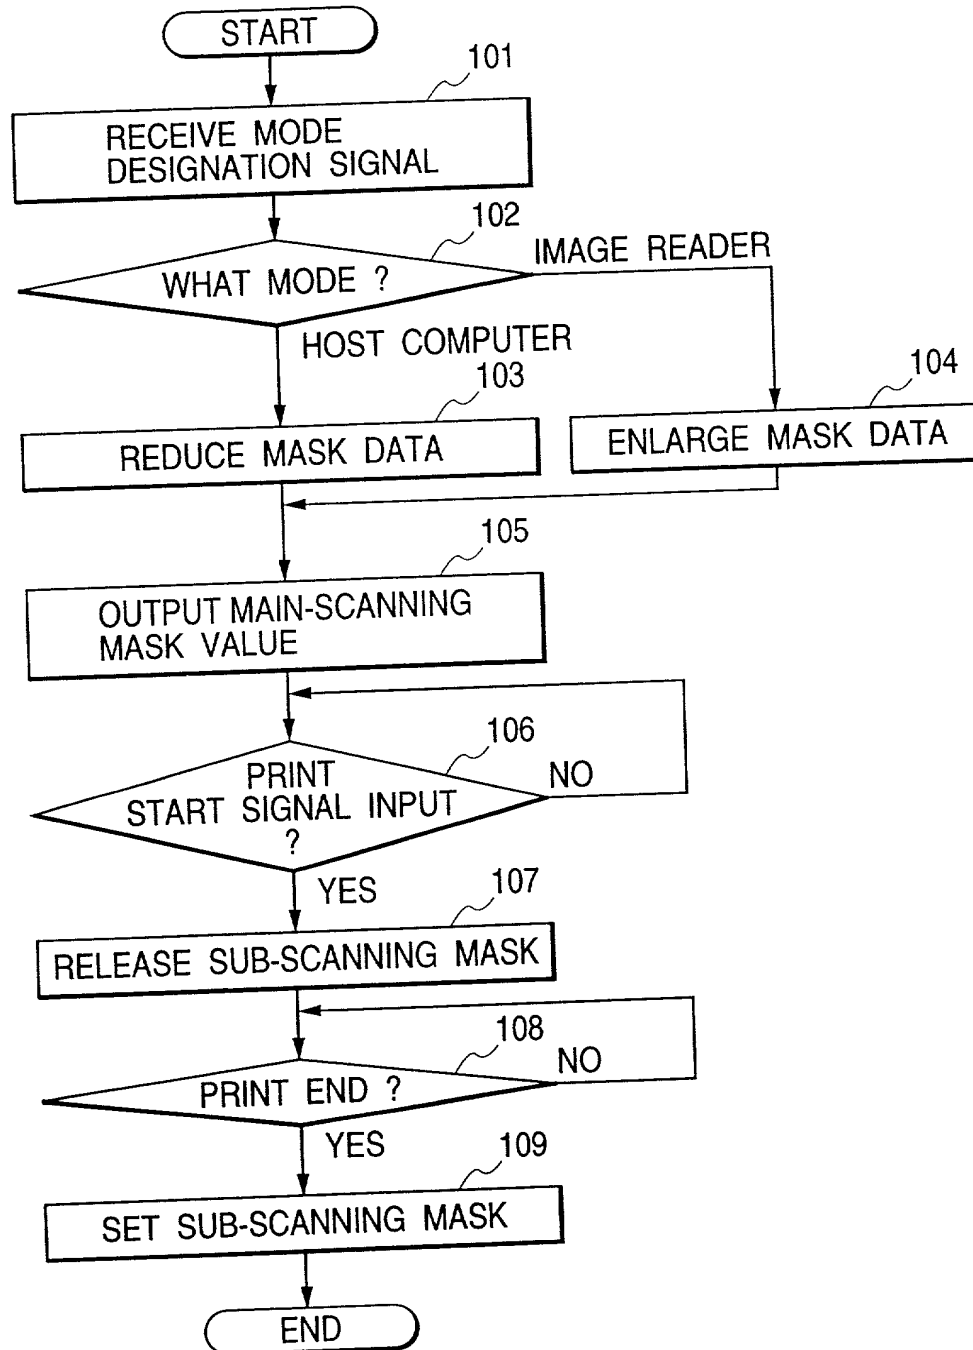 START
101
RECEIVE MODE
DESIGNATION SIGNAL
102
IMAGE READER
WHAT MODE ?
HOST COMPUTER
103
104
REDUCE MASK DATA
ENLARGE MASK DATA
105
OUTPUT MAIN-SCANNING
MASK VALUE
106
PRINT
START SIGNAL INPUT
?
NO
YES
107
RELEASE SUB-SCANNING MASK
108
PRINT END ?
NO
YES
109
SET SUB-SCANNING MASK
END